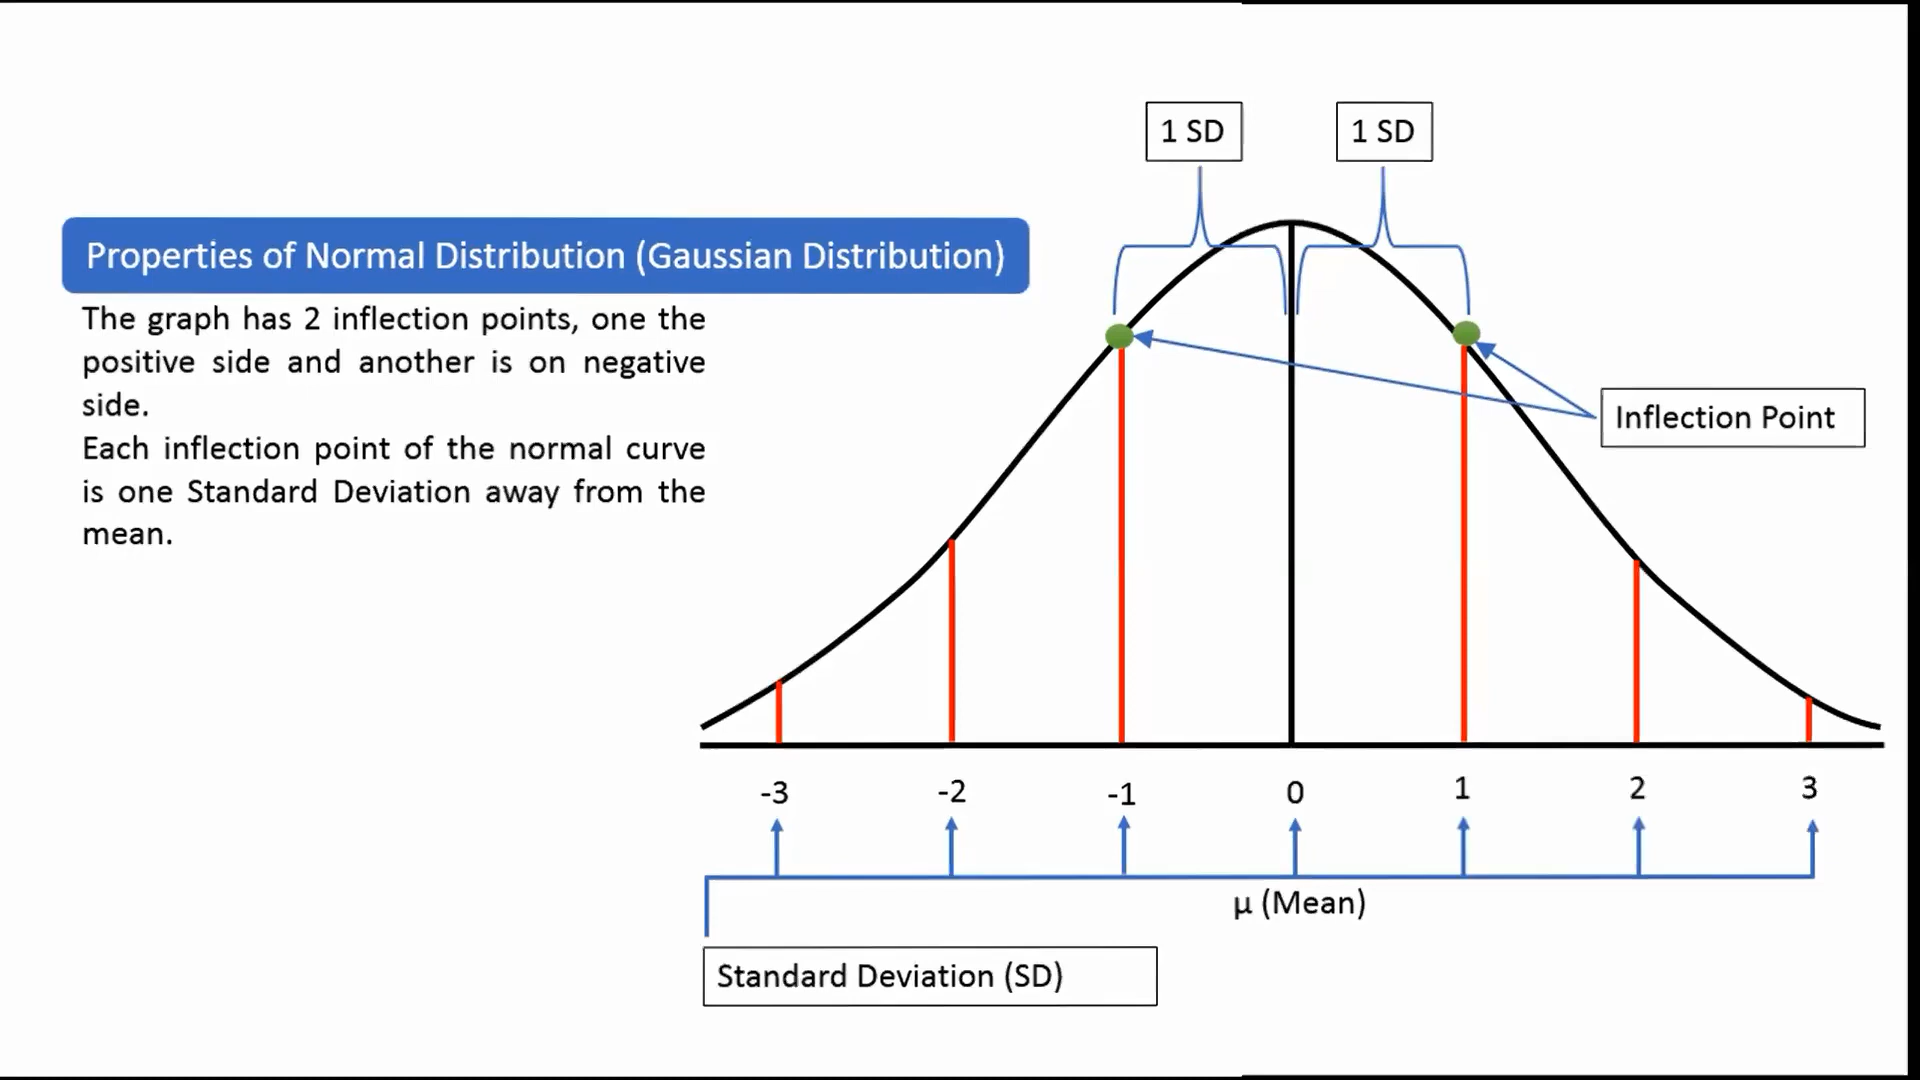 1 SD
1 SD
Properties of Normal Distribution (Gaussian Distribution)
The graph has 2 inflection points, one the
positive side and another is on negative
side.
Each inflection point of the normal curve
is one Standard Deviation away from the
mean.
Inflection Point
-3 -2 -1 0 1 2 3
μ (Mean)
Standard Deviation (SD)